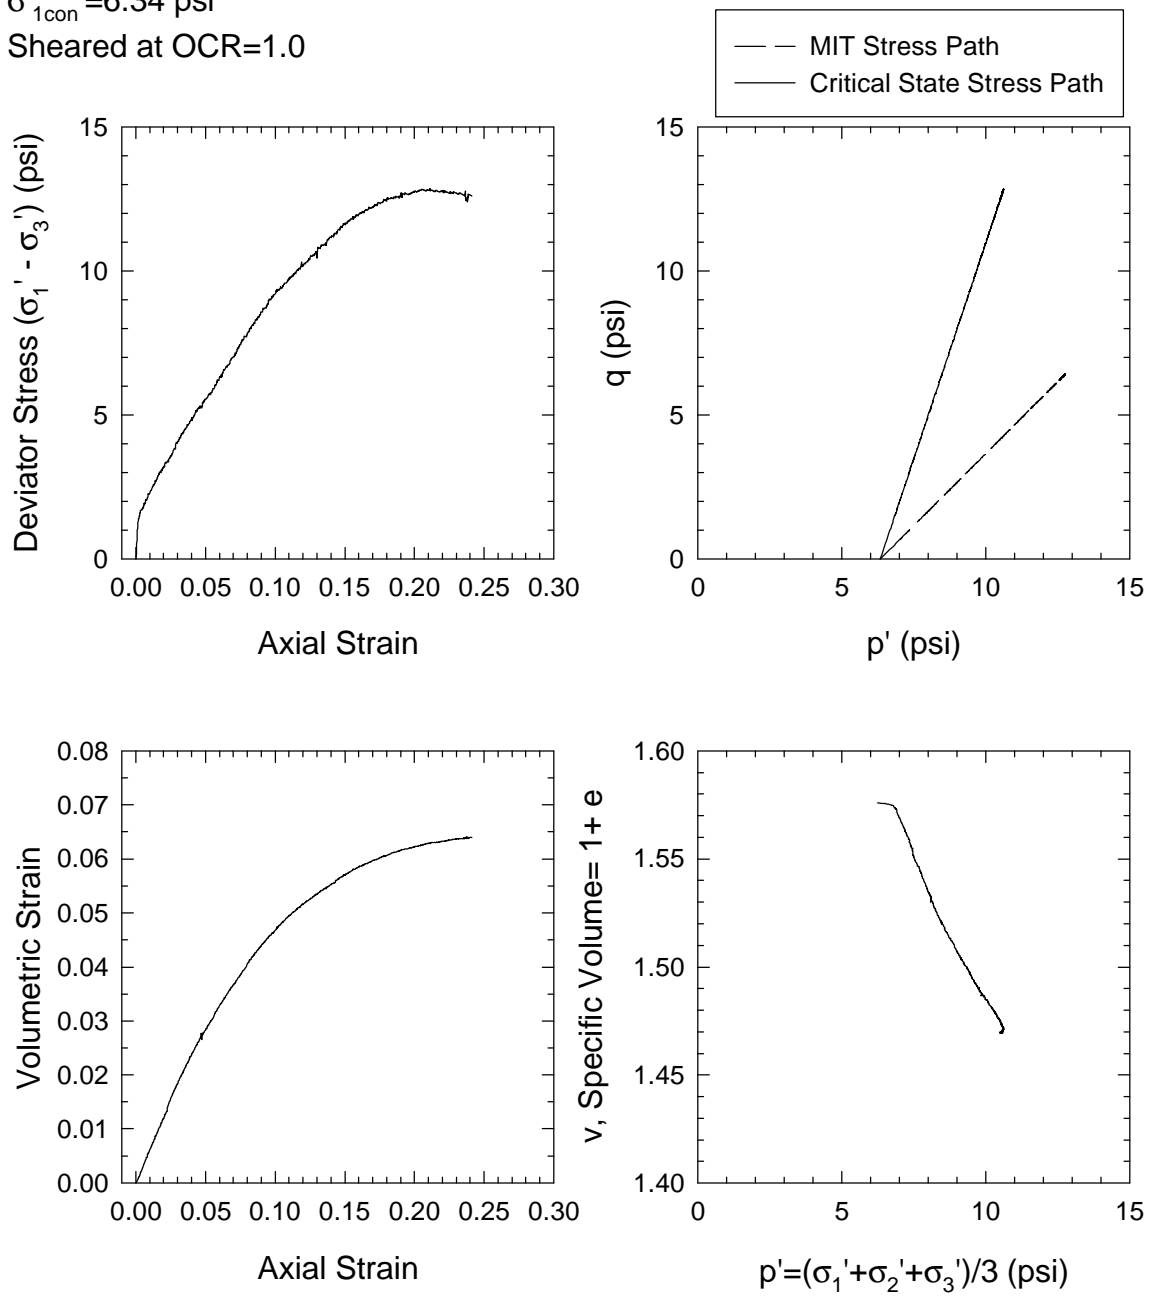 σ'1con =6.34 psi
Sheared at OCR=1.0
MIT Stress Path
Critical State Stress Path
Deviator Stress (σ1' - σ3') (psi)
15
10
5
0
0.00 0.05 0.10 0.15 0.20 0.25 0.30
Axial Strain
q (psi)
15
10
5
0
0 5 10 15
p' (psi)
Volumetric Strain
0.08
0.07
0.06
0.05
0.04
0.03
0.02
0.01
0.00
0.00 0.05 0.10 0.15 0.20 0.25 0.30
Axial Strain
v, Specific Volume= 1+ e
1.60
1.55
1.50
1.45
1.40
0 5 10 15
p'=(σ1'+σ2'+σ3')/3 (psi)